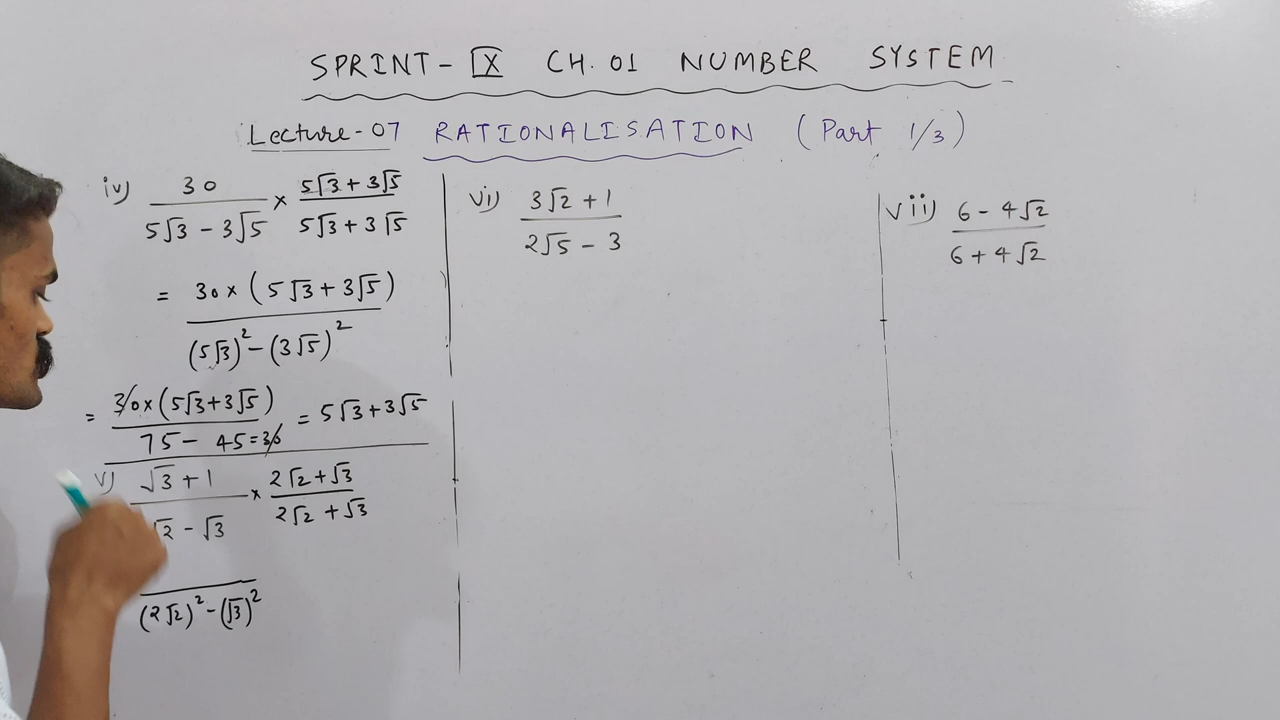 SPRINT- IX CH. 01 NUMBER SYSTEM
Lecture-07 RATIONALISATION (Part 1/3)
iv) 30 / 5√3 - 3√5 × 5√3 + 3√5 / 5√3 + 3√5
= 30 × (5√3 + 3√5) / (5√3)² - (3√5)²
= 30 × (5√3 + 3√5) / 75 - 45 = 30 = 5√3 + 3√5
v) √3 + 1 / √2 - √3 × 2√2 + √3 / 2√2 + √3
(2√2)² - (√3)²
vi) 3√2 + 1 / 2√5 - 3
vii) 6 - 4√2 / 6 + 4√2